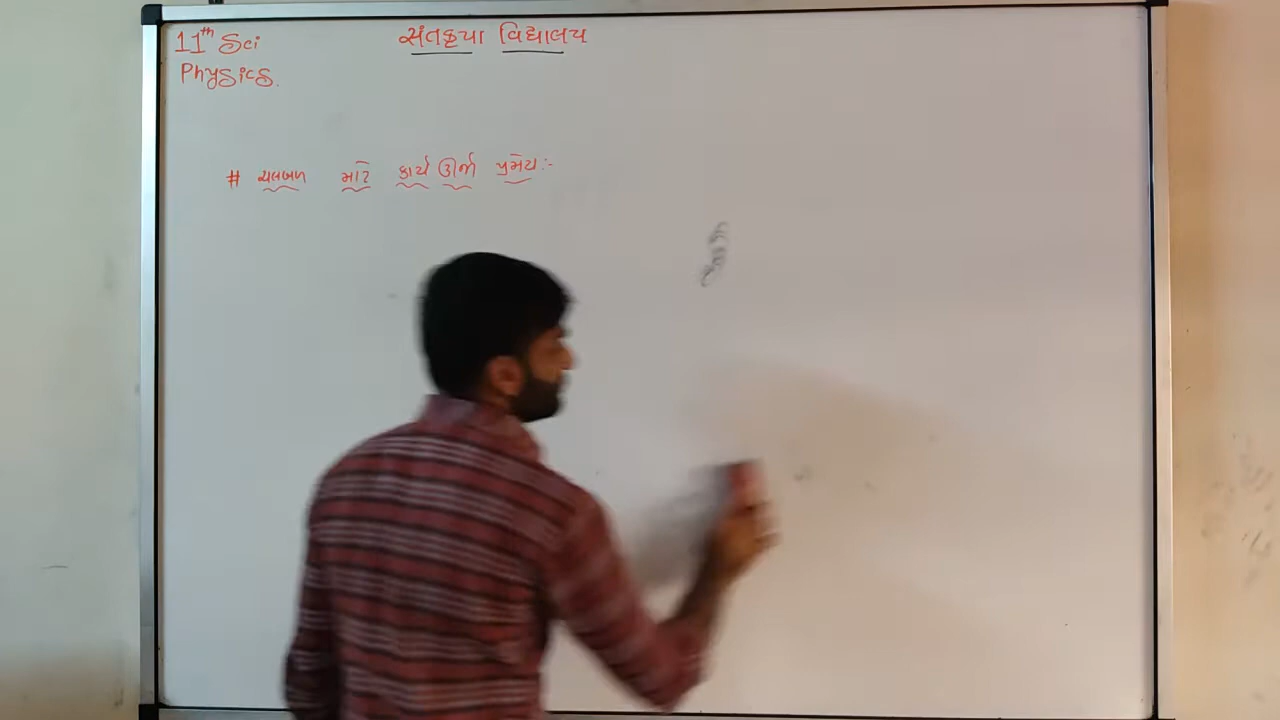 11th Sci
સંતકૃપા વિદ્યાલય
Physics.
# ચલબળ માટે કાર્ય ઊર્જા પ્રમેય :-